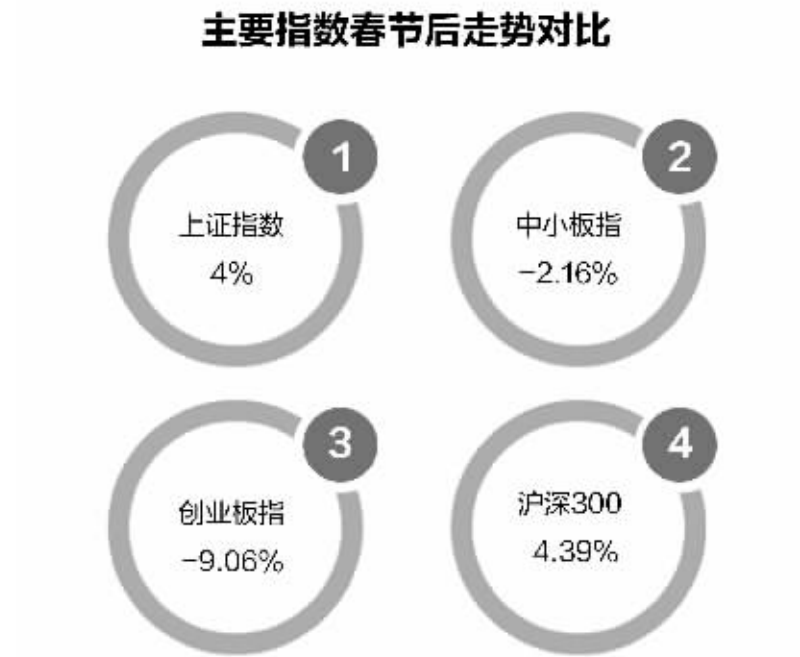 主要指数春节后走势对比
1
上证指数
4%
2
中小板指
-2.16%
3
创业板指
-9.06%
4
沪深300
4.39%